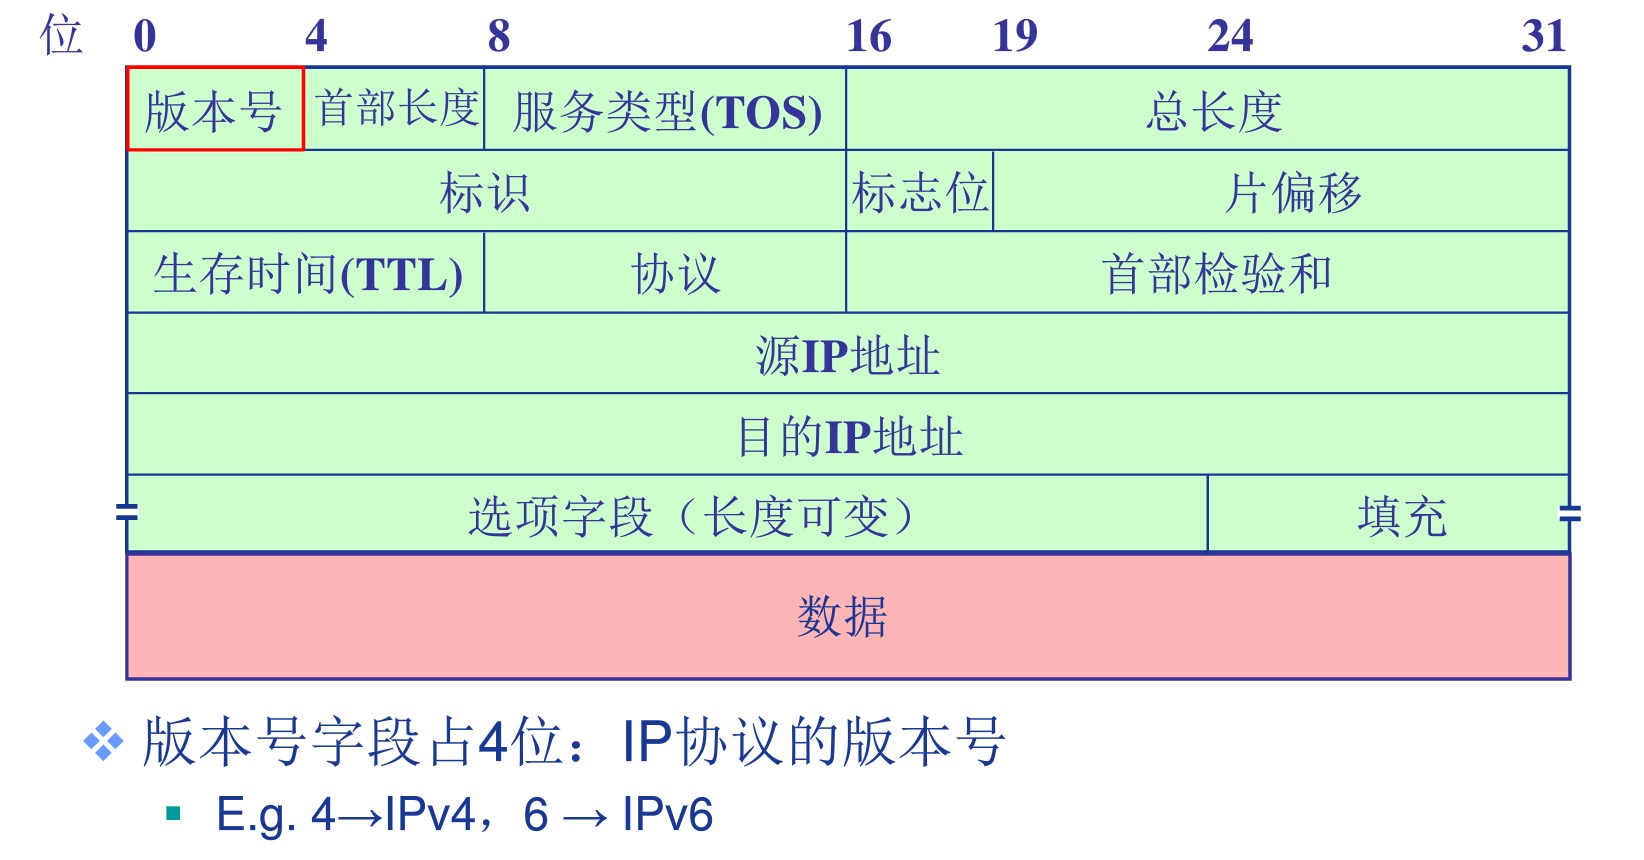 位 0 4 8 16 19 24 31
版本号 首部长度 服务类型(TOS) 总长度
标识 标志位 片偏移
生存时间(TTL) 协议 首部检验和
源IP地址
目的IP地址
选项字段（长度可变） 填充
数据
版本号字段占4位：IP协议的版本号
E.g. 4→IPv4，6 → IPv6